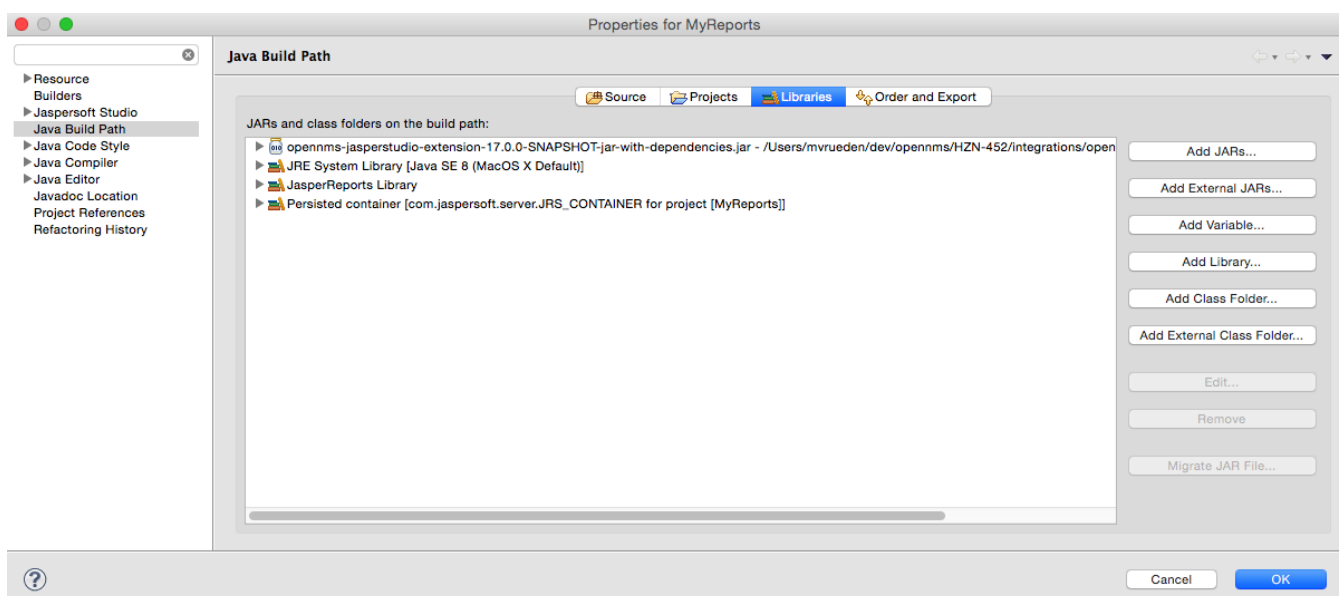 Properties for MyReports
Resource
Builders
Jaspersoft Studio
Java Build Path
Java Code Style
Java Compiler
Java Editor
Javadoc Location
Project References
Refactoring History
Java Build Path
Source Projects Libraries Order and Export
JARs and class folders on the build path:
opennms-jasperstudio-extension-17.0.0-SNAPSHOT-jar-with-dependencies.jar - /Users/mvrueden/dev/opennms/HZN-452/integrations/open
JRE System Library [Java SE 8 (MacOS X Default)]
JasperReports Library
Persisted container [com.jaspersoft.server.JRS_CONTAINER for project [MyReports]]
Add JARs...
Add External JARs...
Add Variable...
Add Library...
Add Class Folder...
Add External Class Folder...
Edit...
Remove
Migrate JAR File...
?
Cancel OK